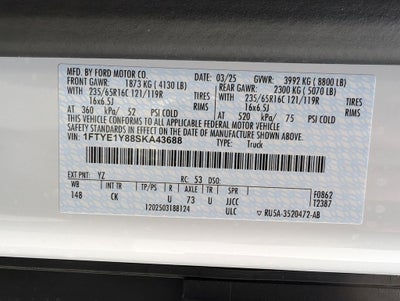 MFD. BY FORD MOTOR CO.
03/25 GVWR: 3992 KG ( 8800 LB)
FRONT GAWR: 1873 KG ( 4130 LB) REAR GAWR: 2300 KG ( 5070 LB)
WITH 235/65R16C 121/119R TIRES WITH 235/65R16C 121/119R TIRES
16x6.5J RIMS 16x6.5J RIMS
AT 360 kPa/ 52 PSI COLD AT 520 kPa/ 75 PSI COLD
THIS VEHICLE CONFORMS TO ALL APPLICABLE FEDERAL MOTOR VEHICLE
SAFETY STANDARDS IN EFFECT ON THE DATE OF MANUFACTURE SHOWN ABOVE.
VIN: 1FTYE1Y88SKA43688 TYPE: Truck
EXT PNT: YZ RC: 53 DSO:
WB INT TR TP/PS R AXLE TR SPR F0862
148 CK U 73 U JJCC T2387
1202503188124 ULC RU5A-3520472-AB